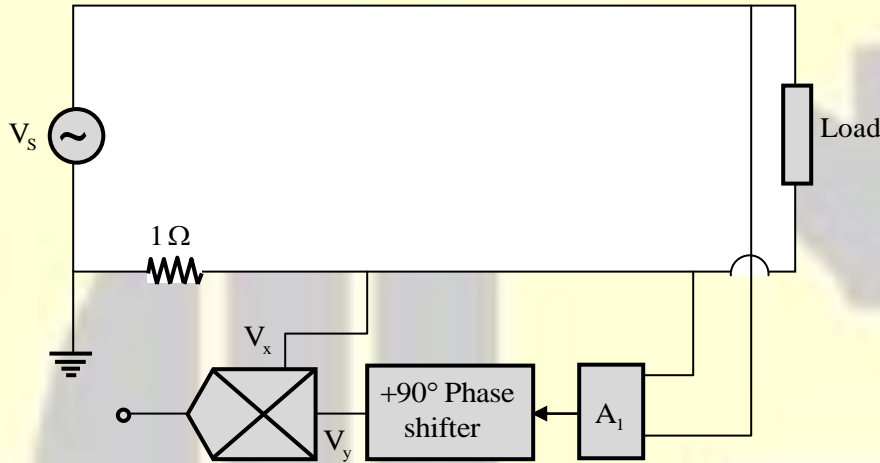 V_S
~
Load
1 Ω
V_x
+90° Phase
shifter
A_1
V_y